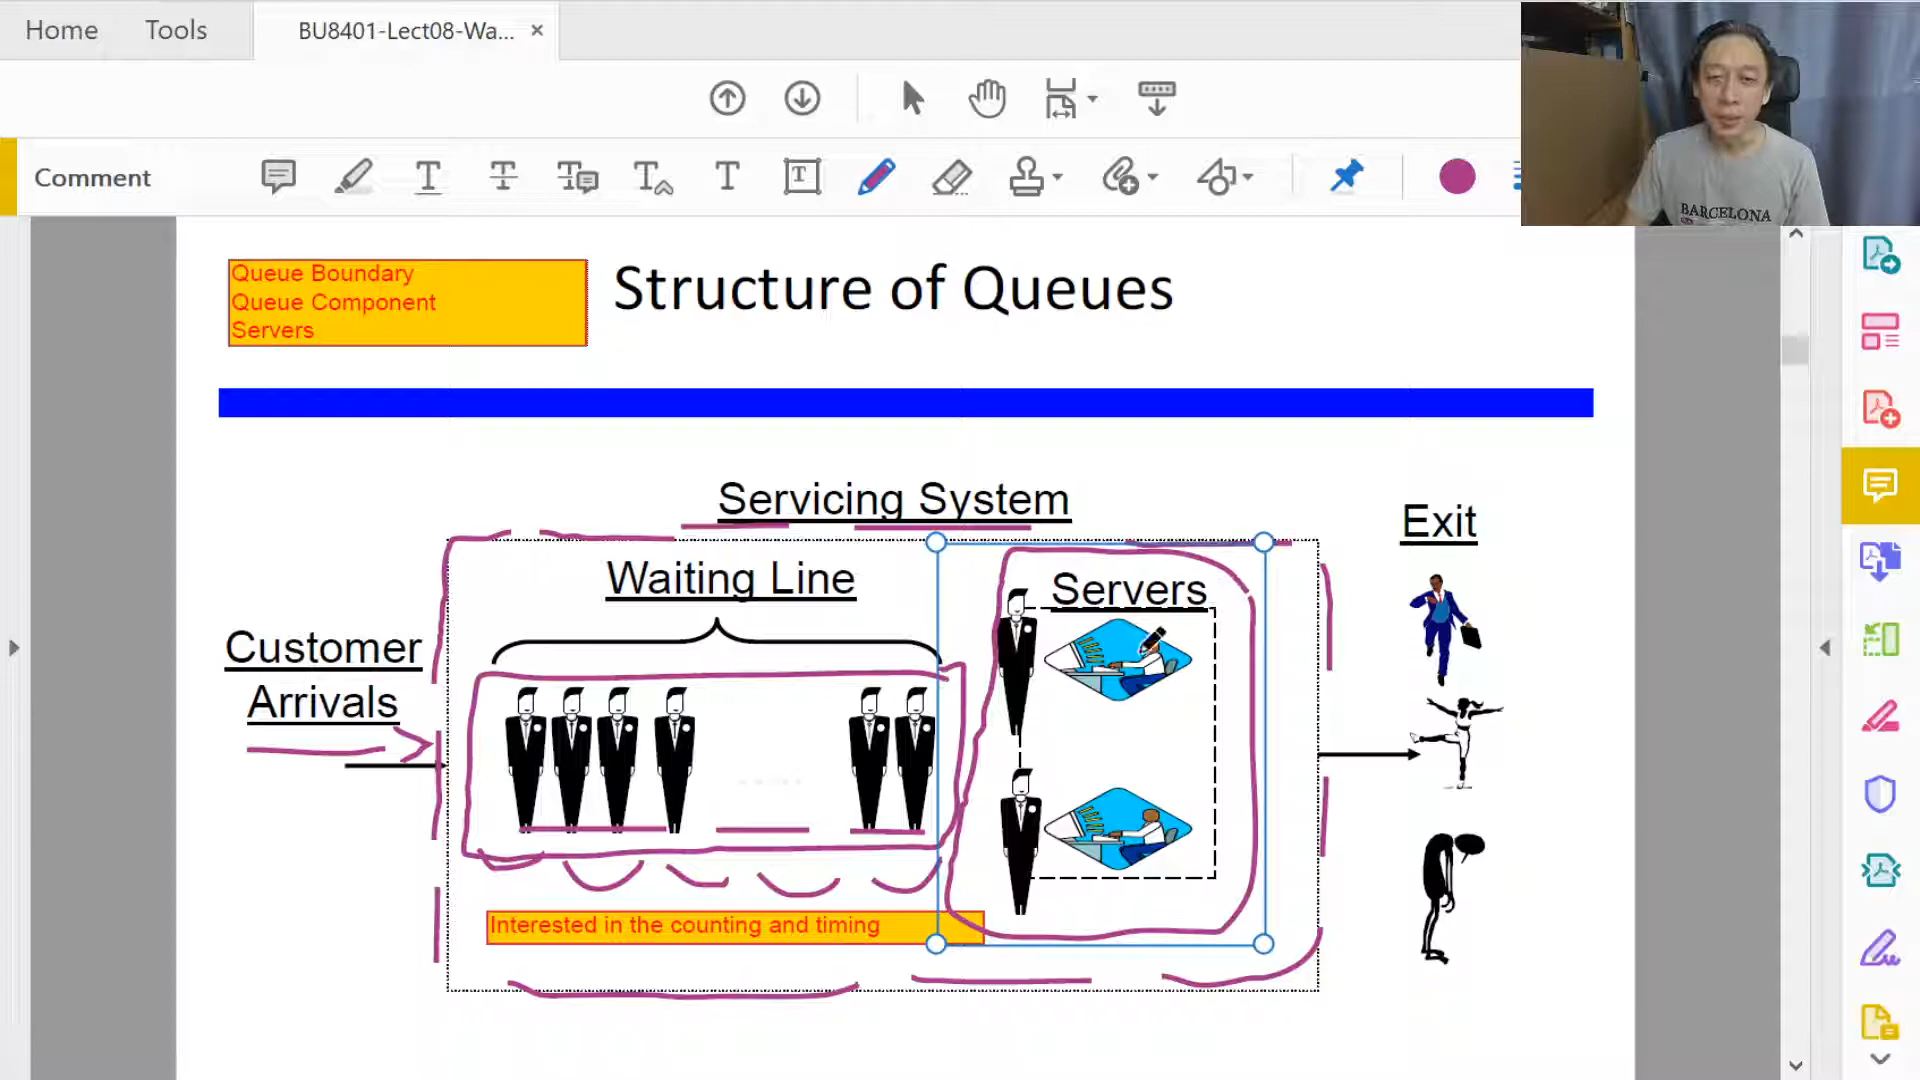 Home
Tools
BU8401-Lect08-Wa...
Comment
BARCELONA
Queue Boundary
Queue Component
Servers
Structure of Queues
Servicing System
Exit
Waiting Line
Servers
Customer
Arrivals
Interested in the counting and timing